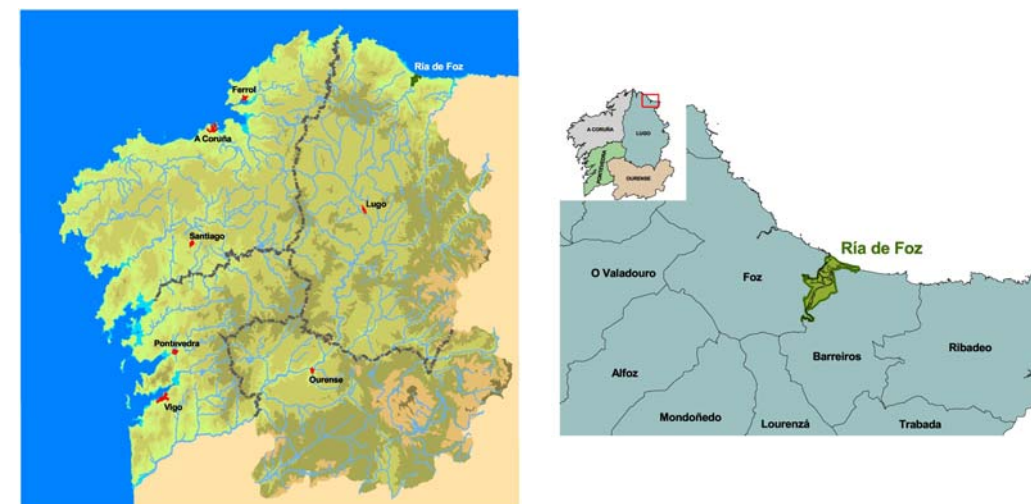 Ría de Foz
Ferrol
A Coruña
Lugo
Santiago
Pontevedra
Ourense
Vigo
A CORUÑA
LUGO
PONTEVEDRA
OURENSE
Ría de Foz
O Valadouro
Foz
Ribadeo
Barreiros
Alfoz
Mondoñedo
Lourenzá
Trabada